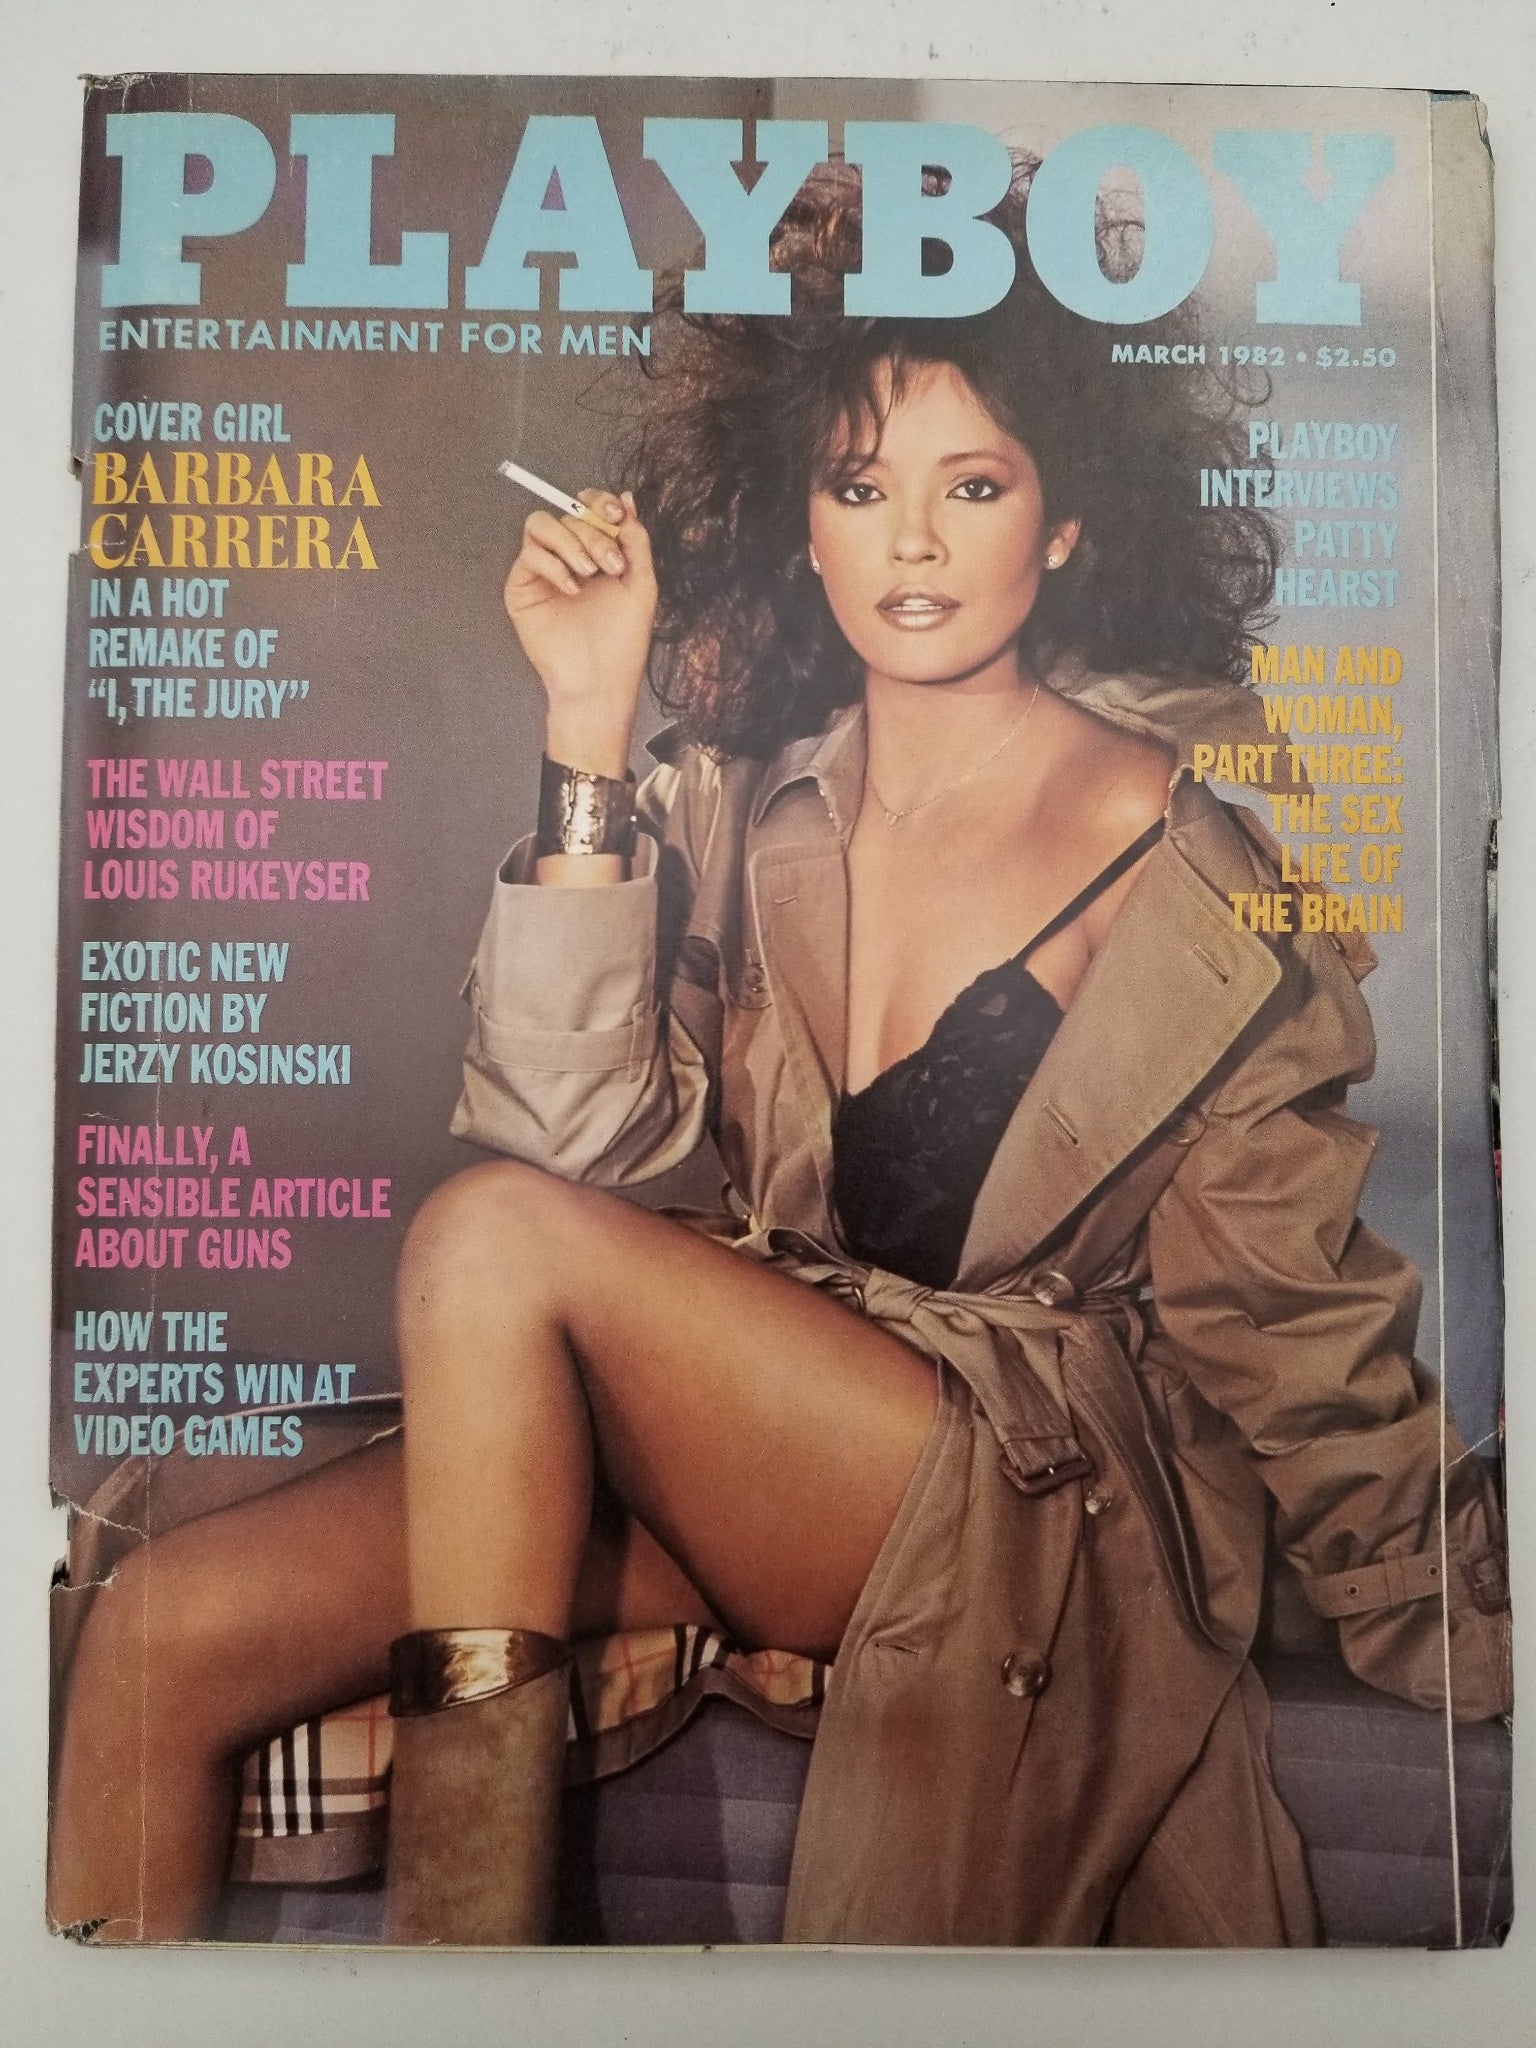 PLAYBOY
ENTERTAINMENT FOR MEN
MARCH 1982 • $2.50
COVER GIRL
BARBARA
CARRERA
IN A HOT
REMAKE OF
“I, THE JURY”
THE WALL STREET
WISDOM OF
LOUIS RUKEYSER
EXOTIC NEW
FICTION BY
JERZY KOSINSKI
FINALLY, A
SENSIBLE ARTICLE
ABOUT GUNS
HOW THE
EXPERTS WIN AT
VIDEO GAMES
PLAYBOY
INTERVIEWS
PATTY
HEARST
MAN AND
WOMAN,
PART THREE:
THE SEX
LIFE OF
THE BRAIN